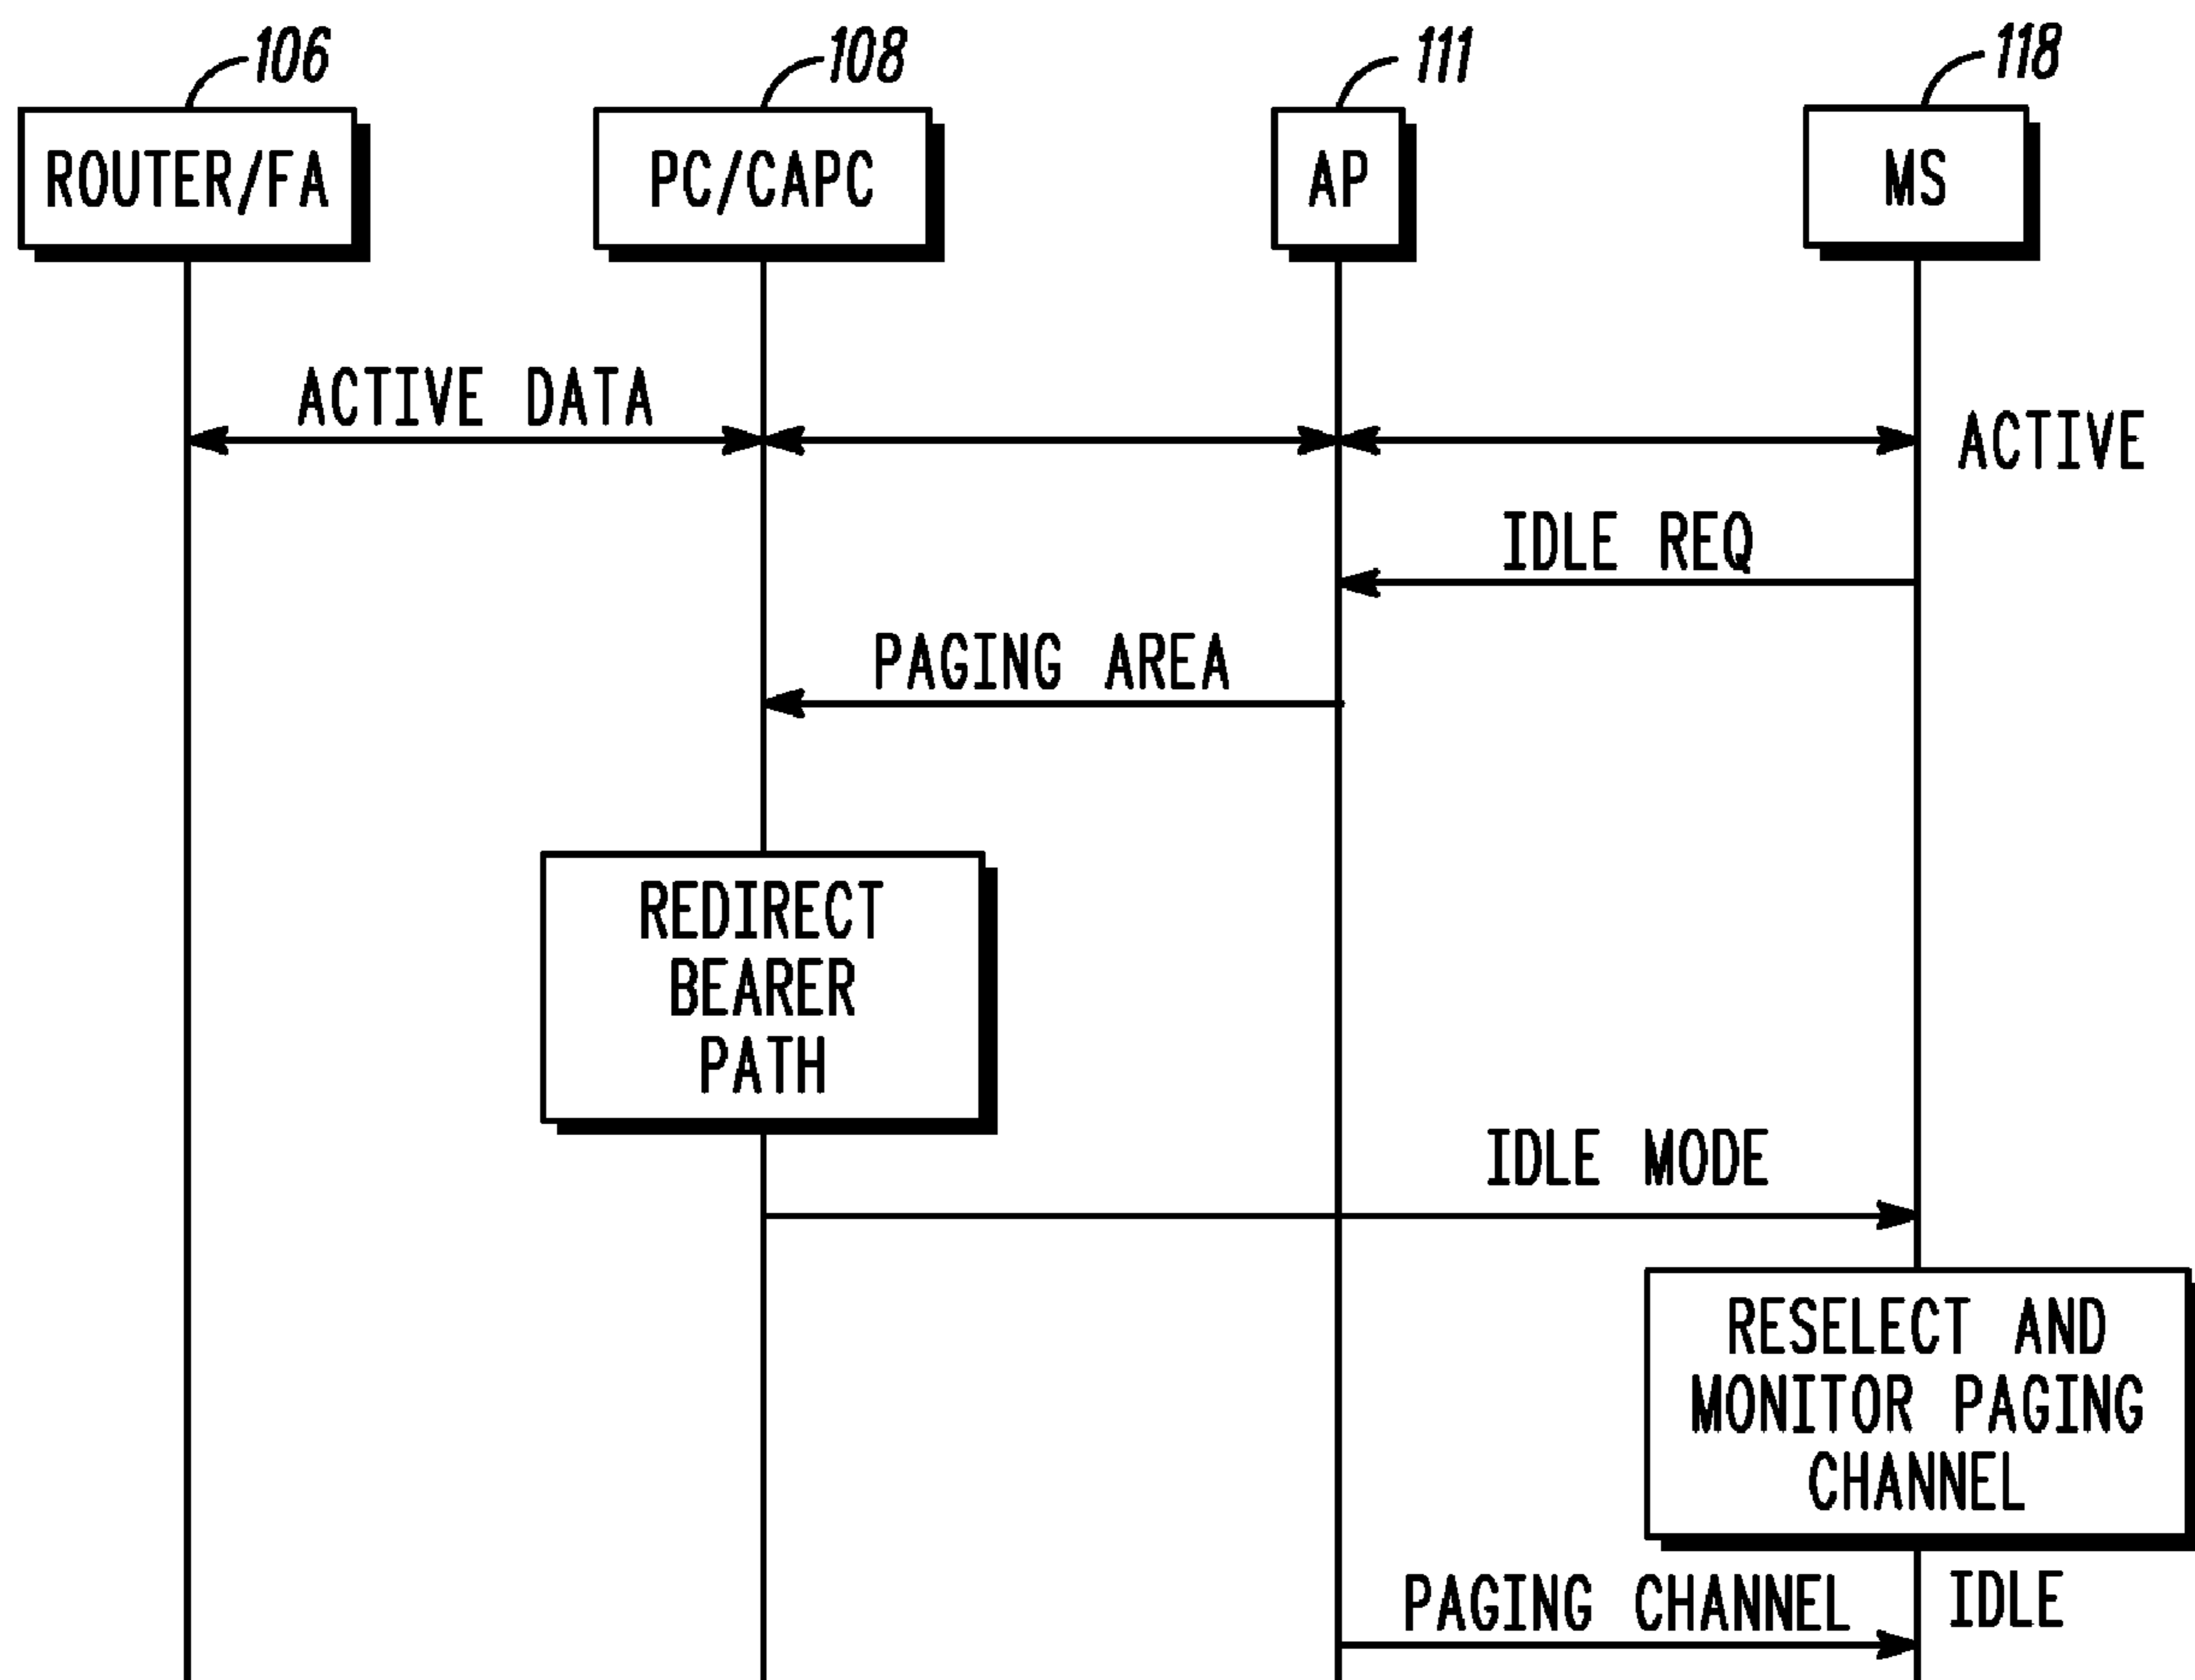 106
108
111
118
ROUTER/FA
PC/CAPC
AP
MS
ACTIVE DATA
ACTIVE
IDLE REQ
PAGING AREA
REDIRECT
BEARER
PATH
IDLE MODE
RESELECT AND
MONITOR PAGING
CHANNEL
PAGING CHANNEL
IDLE